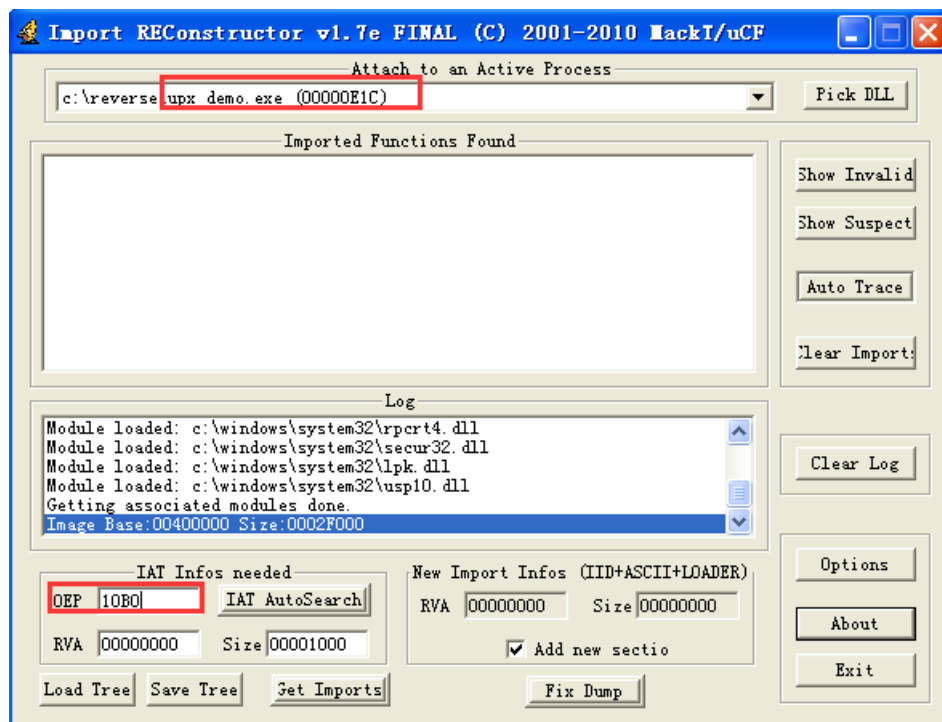 Import REConstructor v1.7e FINAL (C) 2001-2010 MackT/uCF
Attach to an Active Process
c:\reverse\upx demo.exe (00000E1C)
Pick DLL
Imported Functions Found
Show Invalid
Show Suspect
Auto Trace
Clear Imports
Log
Module loaded: c:\windows\system32\rpcrt4.dll
Module loaded: c:\windows\system32\secur32.dll
Module loaded: c:\windows\system32\lpk.dll
Module loaded: c:\windows\system32\usp10.dll
Getting associated modules done.
Image Base:00400000 Size:0002F000
Clear Log
IAT Infos needed
OEP 10B0 IAT AutoSearch
RVA 00000000 Size 00001000
New Import Infos (IID+ASCII+LOADER)
RVA 00000000 Size 00000000
Add new sectio
Options
About
Exit
Load Tree Save Tree Get Imports
Fix Dump